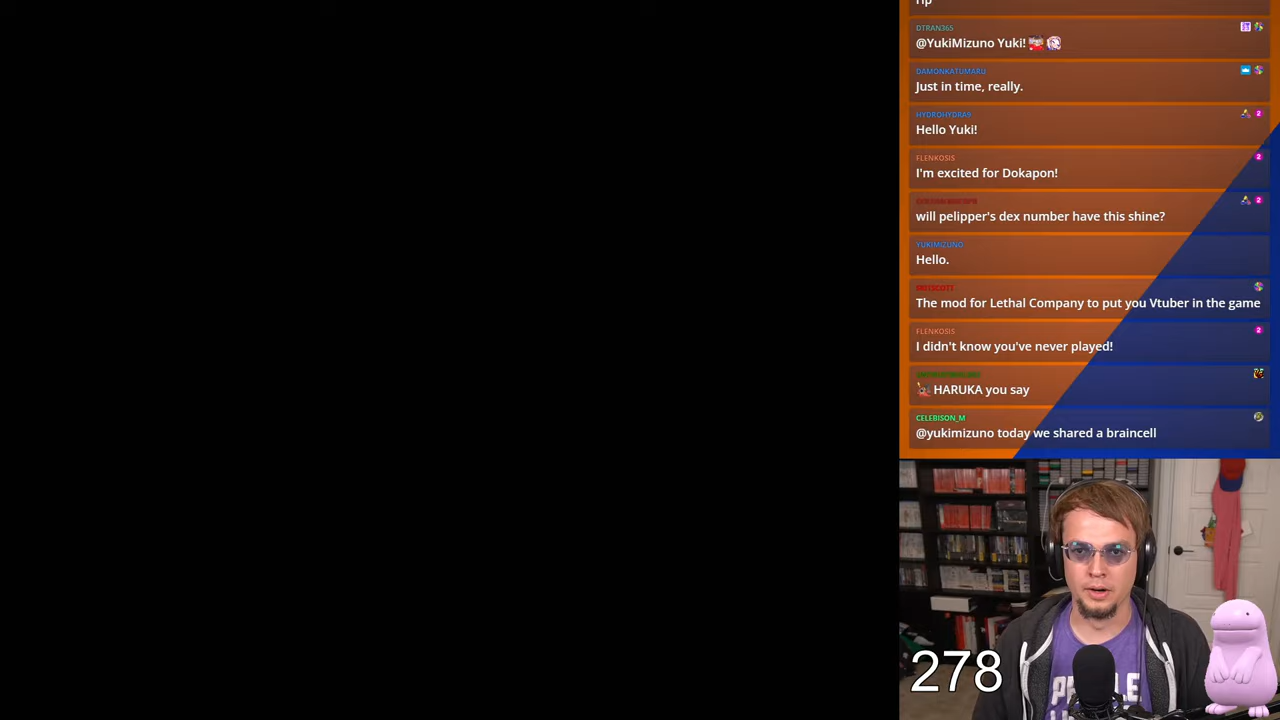 DTRAN365
@YukiMizuno Yuki!
DAMONKATUMARU
Just in time, really.
HYDROHYDRA9
Hello Yuki!
FLENKOSIS
I'm excited for Dokapon!
will pelipper's dex number have this shine?
YUKIMIZUNO
Hello.
The mod for Lethal Company to put you Vtuber in the game
FLENKOSIS
I didn't know you've never played!
HARUKA you say
CELEBISON_M
@yukimizuno today we shared a braincell
278